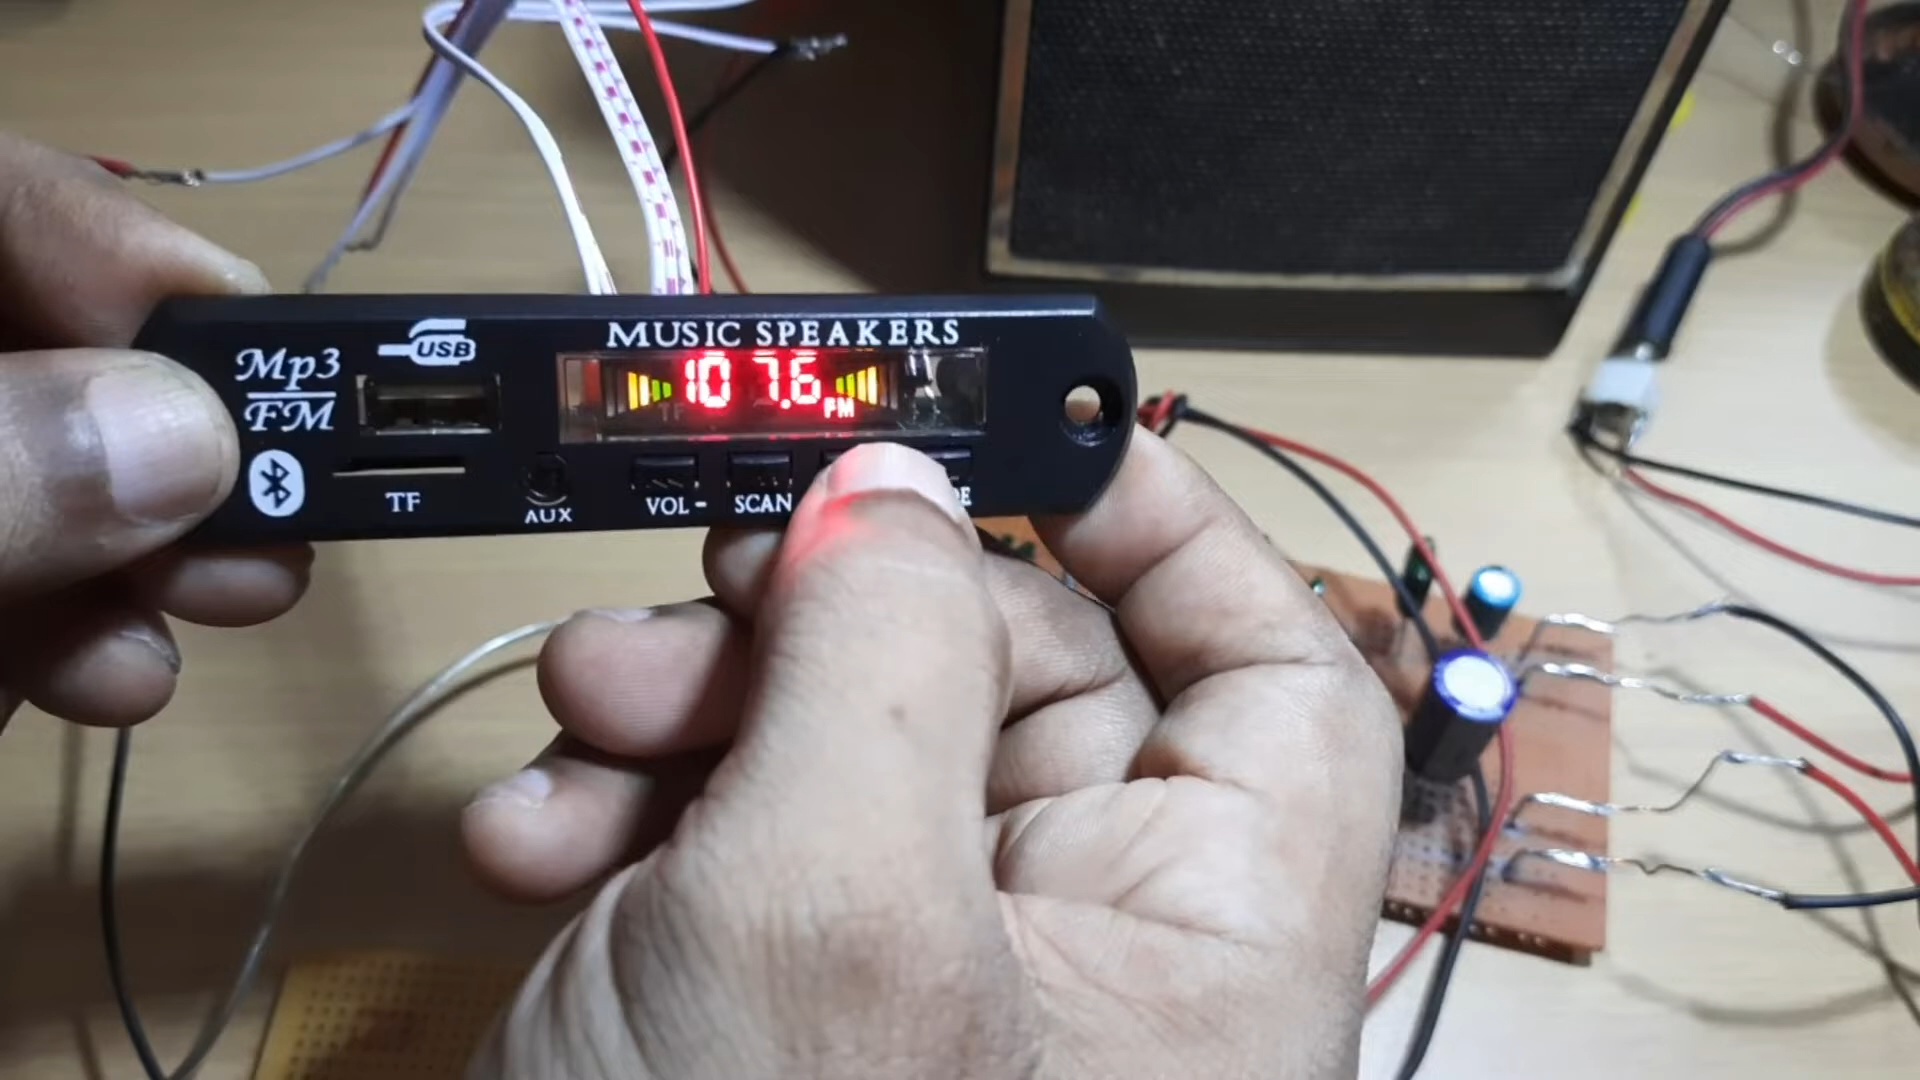 MUSIC SPEAKERS
Mp3
FM
USB
107.6 FM
TF
TF
AUX
VOL-
SCAN